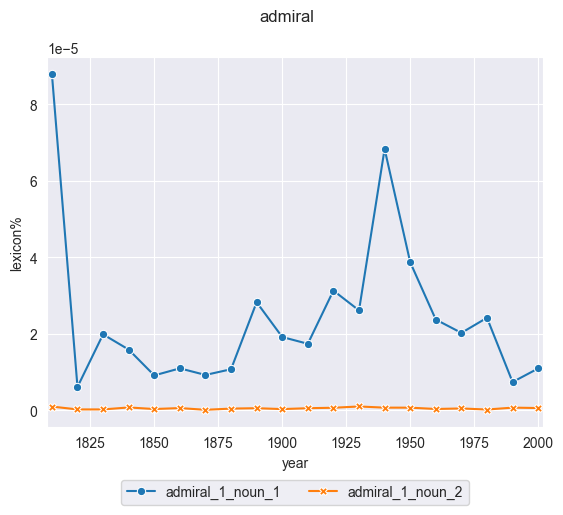 admiral
1e−5
8
6
4
2
0
lexicon%
1825 1850 1875 1900 1925 1950 1975 2000
year
admiral_1_noun_1 admiral_1_noun_2